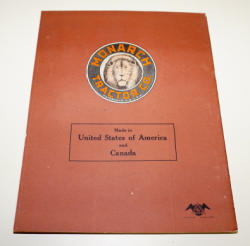 MONARCH
TRACTOR CO.
Made in
United States of America
and
Canada